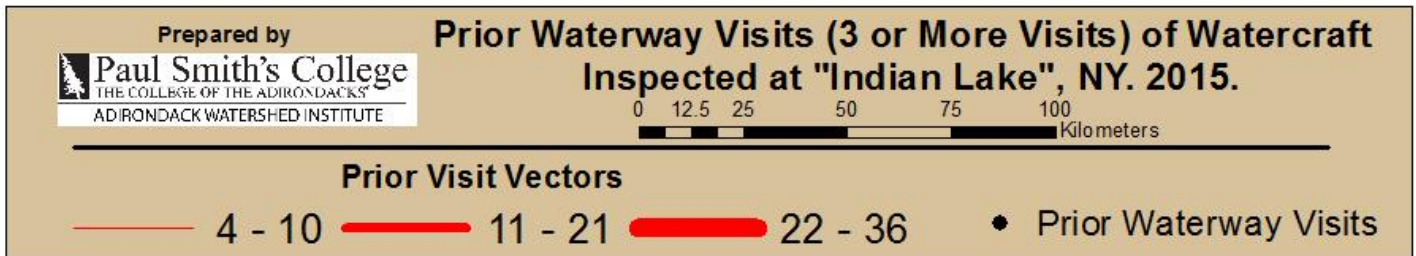 Prepared by
Paul Smith's College
THE COLLEGE OF THE ADIRONDACKS
ADIRONDACK WATERSHED INSTITUTE
Prior Waterway Visits (3 or More Visits) of Watercraft
Inspected at "Indian Lake", NY. 2015.
0 12.5 25 50 75 100
Kilometers
Prior Visit Vectors
4 - 10 11 - 21 22 - 36 Prior Waterway Visits